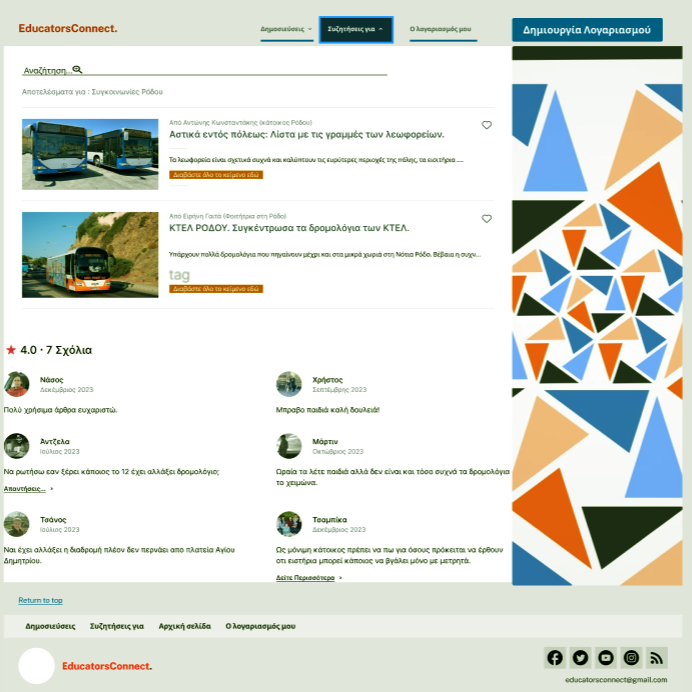 EducatorsConnect.
Δημοσιεύσεις
Συζητήσεις για
Ο λογαριασμός μου
Δημιουργία Λογαριασμού
Αναζήτηση...
Αποτελέσματα για : Συγκοινωνίες Ρόδου
Από Αντώνης Κωνσταντάκης (κάτοικος Ρόδου)
Αστικά εντός πόλεως: Λίστα με τις γραμμές των λεωφορείων.
Τα λεωφορεία είναι σχετικά συχνά και καλύπτουν τις ευρύτερες περιοχής της πόλης, τα εισιτήρια ....
Διαβάστε όλο το κείμενο εδώ
Από Ειρήνη Γαιτά (Φοιτήτρια στη Ρόδο)
ΚΤΕΛ ΡΟΔΟΥ. Συγκέντρωσα τα δρομολόγια των ΚΤΕΛ.
Υπάρχουν πολλά δρομολόγια που πηγαίνουν μέχρι και στα μικρά χωριά στη Νότια Ρόδο. Βέβαια η συχν...
tag
Διαβάστε όλο το κείμενο εδώ
4.0 · 7 Σχόλια
Νάσος
Δεκέμβριος 2023
Πολύ χρήσιμα άρθρα ευχαριστώ.
Χρήστος
Σεπτέμβρης 2023
Μπραβο παιδιά καλή δουλειά!
Άντζελα
Ιούλιος 2023
Να ρωτήσω εαν ξέρει κάποιος το 12 έχει αλλάξει δρομολόγιο;
Απαντήσεις...
Μάρτιν
Οκτώβριος 2023
Ωραία τα λέτε παιδιά αλλά δεν είναι και τόσο συχνά τα δρομολόγια
το χειμώνα.
Τσάνος
Ιούλιος 2023
Ναι έχει αλλάξει η διαδρομή πλέον δεν περνάει απο πλατεία Αγίου
Δημητρίου.
Τσαμπίκα
Δεκέμβριος 2023
Ως μόνιμη κάτοικος πρέπει να πω για όσους πρόκειται να έρθουν
οτι ειστήρια μπορεί κάποιος να βγάλει μόνο με μετρητά.
Δείτε Περισσότερα
Return to top
Δημοσιεύσεις
Συζητήσεις για
Αρχική σελίδα
Ο λογαριασμός μου
EducatorsConnect.
educatorsconnect@gmail.com